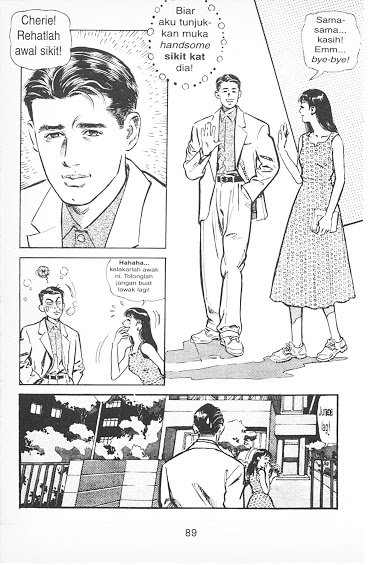 Cherie!
Rehatlah
awal sikit!
Biar
aku tunjuk-
kan muka
handsome
sikit kat
dia!
Sama-
sama...
kasih!
Emm...
bye-bye!
Hahaha...
kelakarlah awak
ni. Tolonglah
jangan buat
lawak lagi!
lagi!
89